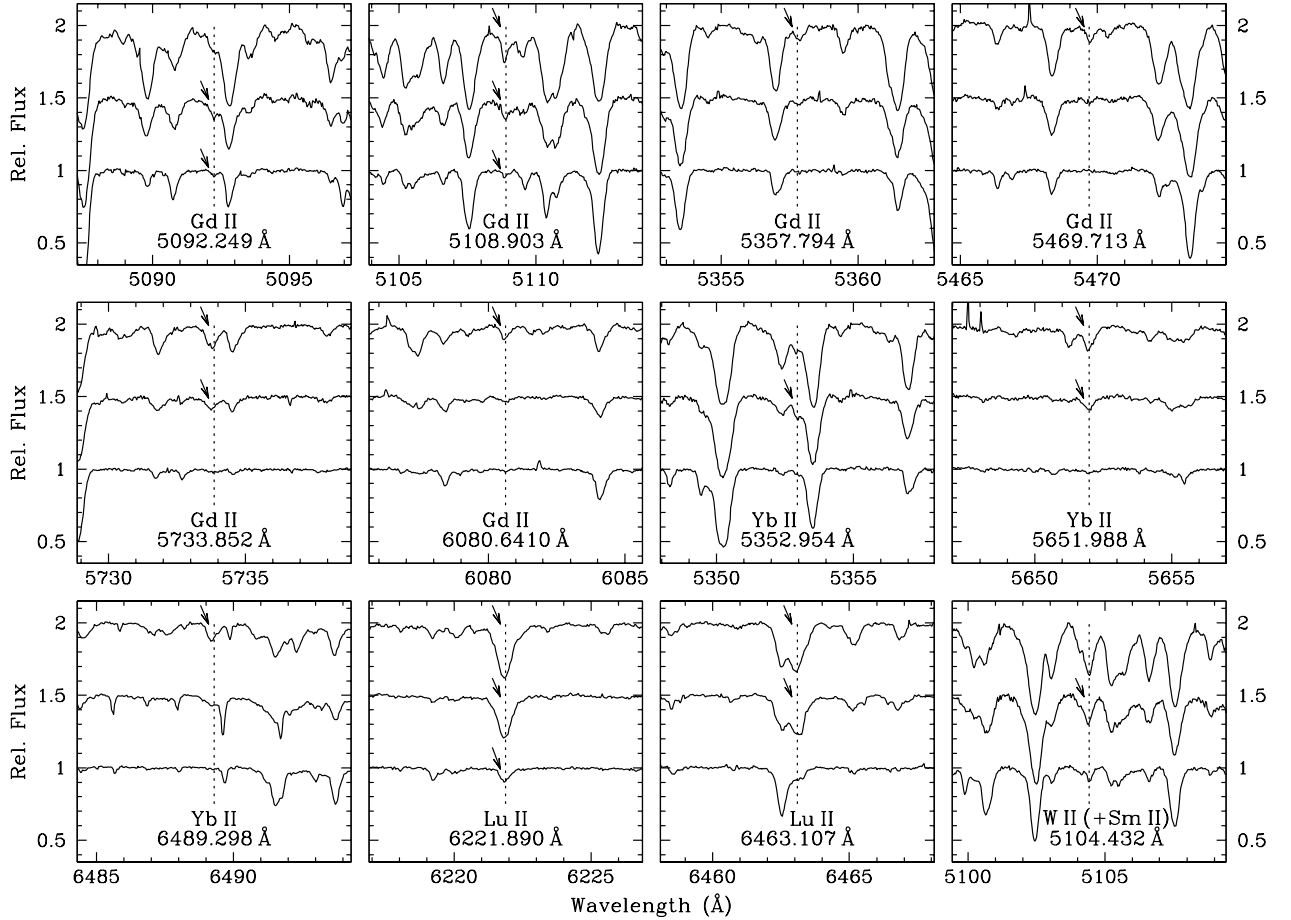 2 2
1.5 1.5
Rel. Flux
1 1
Gd II Gd II Gd II Gd II
0.5 5092.249 Å 5108.903 Å 5357.794 Å 5469.713 Å 0.5
5090 5095 5105 5110 5355 5360 5465 5470
2 2
1.5 1.5
Rel. Flux
1 1
Gd II Gd II Yb II Yb II
0.5 5733.852 Å 6080.6410 Å 5352.954 Å 5651.988 Å 0.5
5730 5735 6080 6085 5350 5355 5650 5655
2 2
1.5 1.5
Rel. Flux
1 1
Yb II Lu II Lu II W II (+Sm II)
0.5 6489.298 Å 6221.890 Å 6463.107 Å 5104.432 Å 0.5
6485 6490 6220 6225 6460 6465 5100 5105
Wavelength (Å)